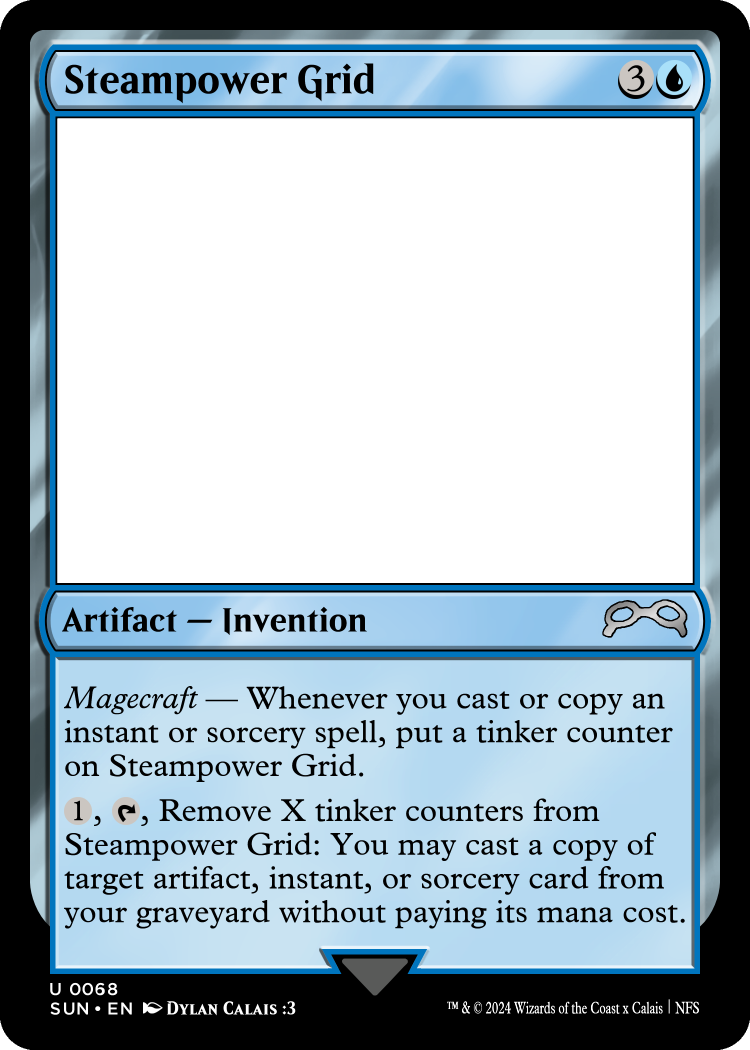 Steampower Grid 3
Artifact — Invention
Magecraft — Whenever you cast or copy an
instant or sorcery spell, put a tinker counter
on Steampower Grid.
1, , Remove X tinker counters from
Steampower Grid: You may cast a copy of
target artifact, instant, or sorcery card from
your graveyard without paying its mana cost.
U 0068
SUN • EN DYLAN CALAIS :3
™ & © 2024 Wizards of the Coast x Calais | NFS